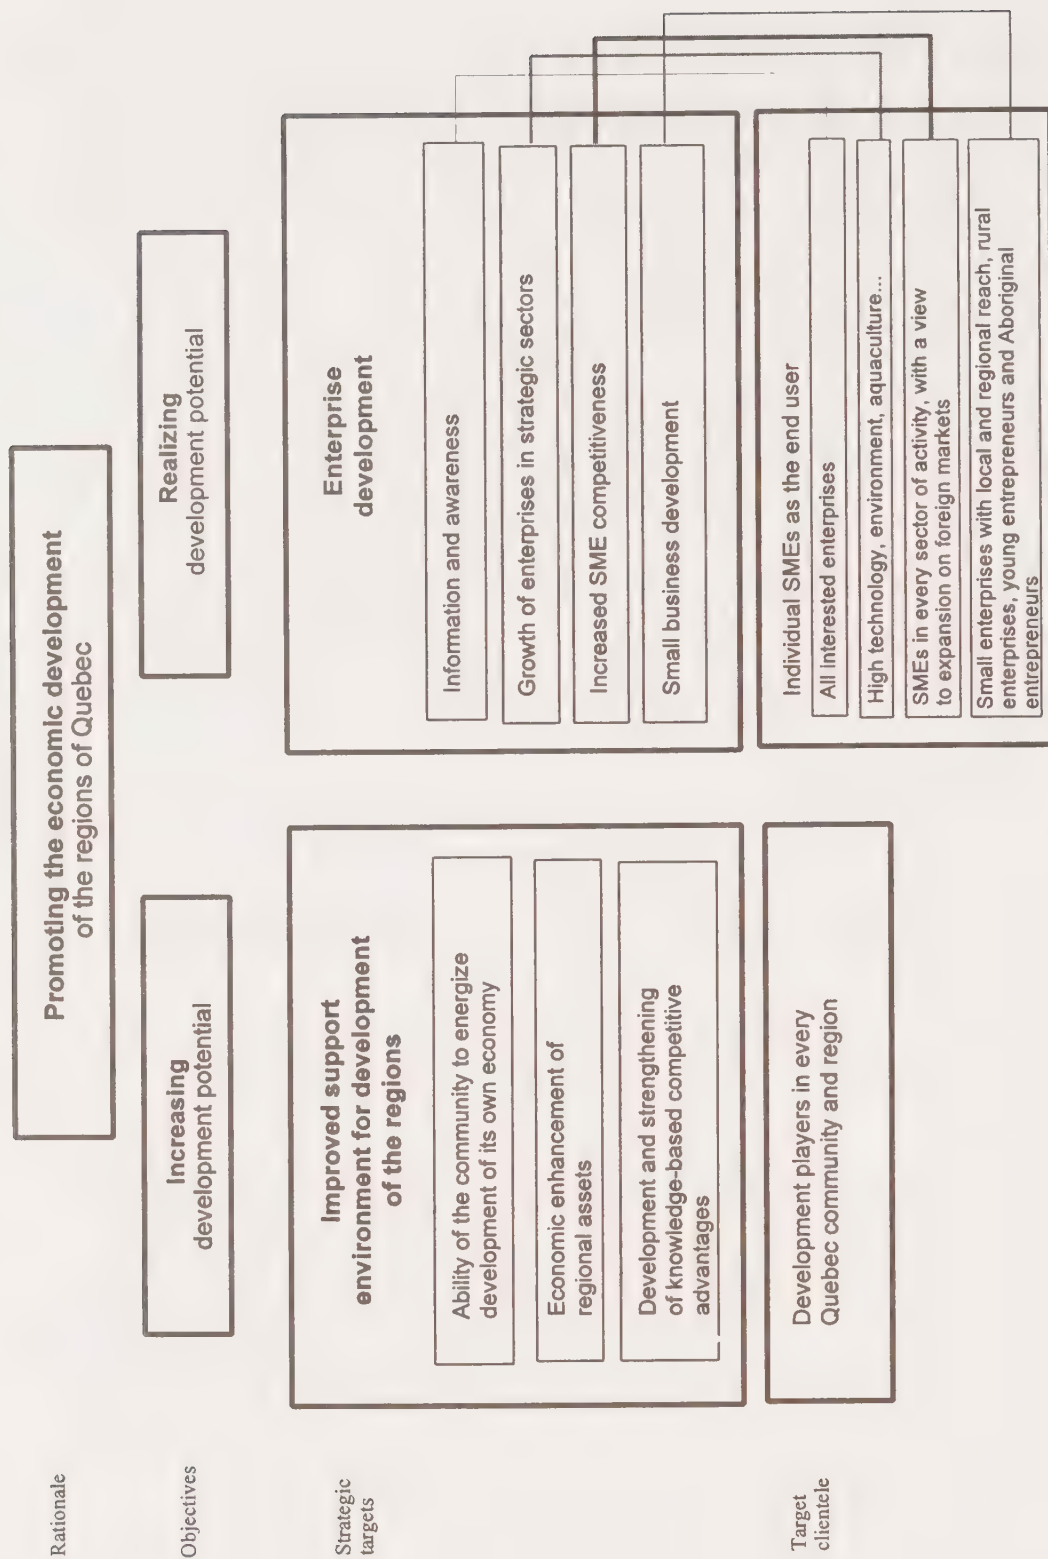 Rationale
Promoting the economic development
of the regions of Quebec
Objectives
Increasing
development potential
Realizing
development potential
Strategic
targets
Improved support
environment for development
of the regions
Ability of the community to energize
development of its own economy
Economic enhancement of
regional assets
Development and strengthening
of knowledge-based competitive
advantages
Enterprise
development
Information and awareness
Growth of enterprises in strategic sectors
Increased SME competitiveness
Small business development
Target
clientele
Development players in every
Quebec community and region
Individual SMEs as the end user
All interested enterprises
High technology, environment, aquaculture...
SMEs in every sector of activity, with a view
to expansion on foreign markets
Small enterprises with local and regional reach, rural
enterprises, young entrepreneurs and Aboriginal
entrepreneurs